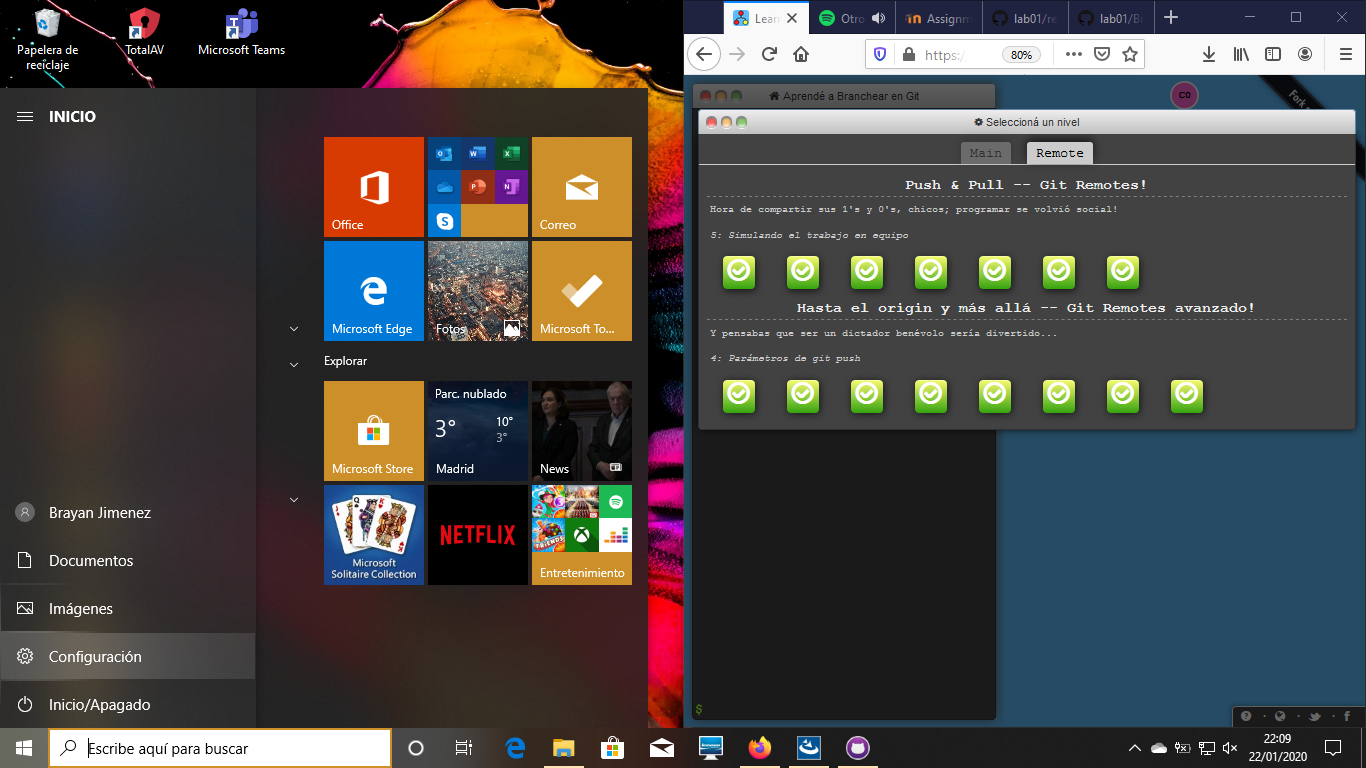 Papelera de
reciclaje
TotalAV
Microsoft Teams
INICIO
Office
Correo
Microsoft Edge
Fotos
Microsoft To...
Explorar
Microsoft Store
Parc. nublado
3°
10°
3°
Madrid
News
Microsoft
Solitaire Collection
NETFLIX
Entretenimiento
Brayan Jimenez
Documentos
Imágenes
Configuración
Inicio/Apagado
Escribe aquí para buscar
Learn
Otro
Assignm
lab01/re
lab01/B
https:/
80%
Aprendé a Branchear en Git
Fork
Seleccioná un nivel
Main
Remote
Push & Pull -- Git Remotes!
Hora de compartir sus 1's y 0's, chicos; programar se volvió social!
5: Simulando el trabajo en equipo
Hasta el origin y más allá -- Git Remotes avanzado!
Y pensabas que ser un dictador benévolo sería divertido...
4: Parámetros de git push
$
22:09
22/01/2020